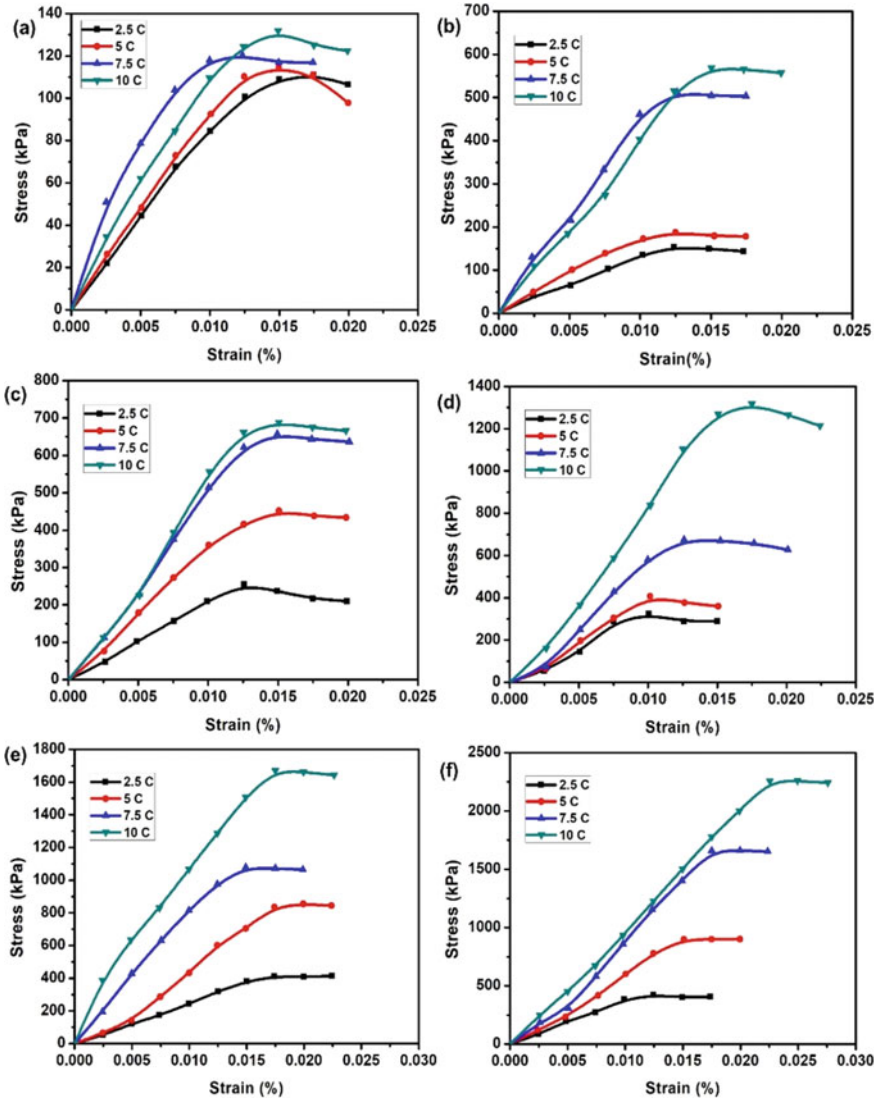 (a)
2.5 C
5 C
7.5 C
10 C
140
120
100
80
60
40
20
0
Stress (kPa)
0.000 0.005 0.010 0.015 0.020 0.025
Strain (%)
(b)
2.5 C
5 C
7.5 C
10 C
700
600
500
400
300
200
100
0
Stress (kPa)
0.000 0.005 0.010 0.015 0.020 0.025
Strain(%)
(c)
2.5 C
5 C
7.5 C
10 C
800
700
600
500
400
300
200
100
0
Stress (kPa)
0.000 0.005 0.010 0.015 0.020 0.025
Strain (%)
(d)
2.5 C
5 C
7.5 C
10 C
1400
1200
1000
800
600
400
200
0
Stress (kPa)
0.000 0.005 0.010 0.015 0.020 0.025
Strain (%)
(e)
2.5 C
5 C
7.5 C
10 C
1800
1600
1400
1200
1000
800
600
400
200
0
Stress (kPa)
0.000 0.005 0.010 0.015 0.020 0.025 0.030
Strain (%)
(f)
2.5 C
5 C
7.5 C
10 C
2500
2000
1500
1000
500
0
Stress (kPa)
0.000 0.005 0.010 0.015 0.020 0.025 0.030
Strain (%)